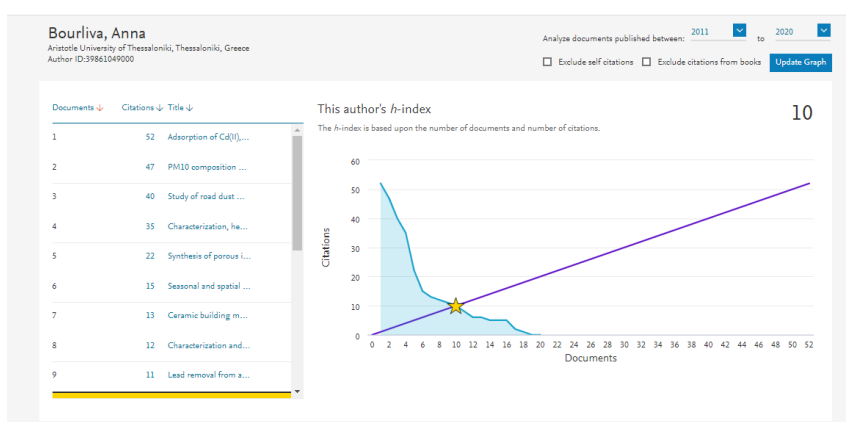 Bourliva, Anna
Aristotle University of Thessaloniki, Thessaloniki, Greece
Author ID:39861049000
Analyze documents published between: 2011 to 2020
Exclude self citations Exclude citations from books Update Graph
Documents Citations Title
1 52 Adsorption of Cd(II),...
2 47 PM10 composition ...
3 40 Study of road dust ...
4 35 Characterization, he...
5 22 Synthesis of porous i...
6 15 Seasonal and spatial ...
7 13 Ceramic building m...
8 12 Characterization and...
9 11 Lead removal from a...
This author's h-index
10
The h-index is based upon the number of documents and number of citations.
60
50
40
30
20
10
0
Citations
0 2 4 6 8 10 12 14 16 18 20 22 24 26 28 30 32 34 36 38 40 42 44 46 48 50 52
Documents